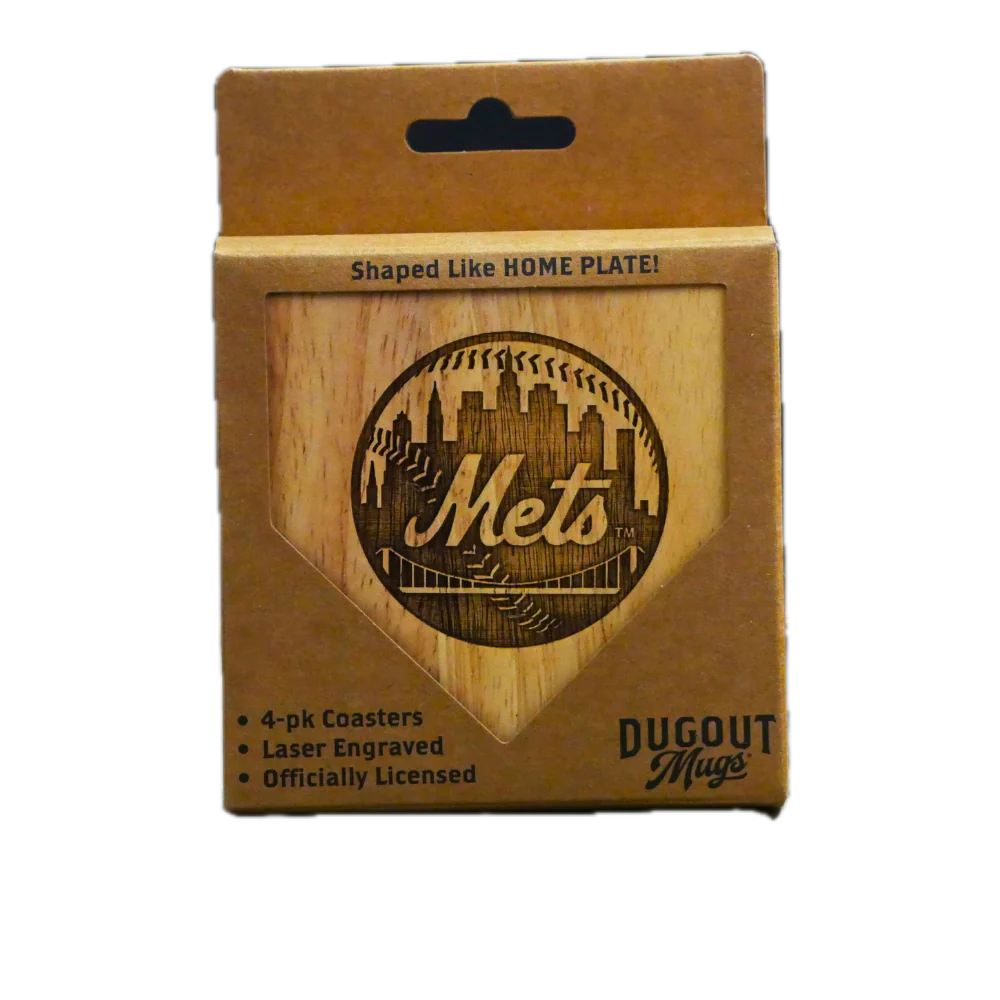 Shaped Like HOME PLATE!
Mets TM
• 4-pk Coasters
• Laser Engraved
• Officially Licensed
DUGOUT
Mugs